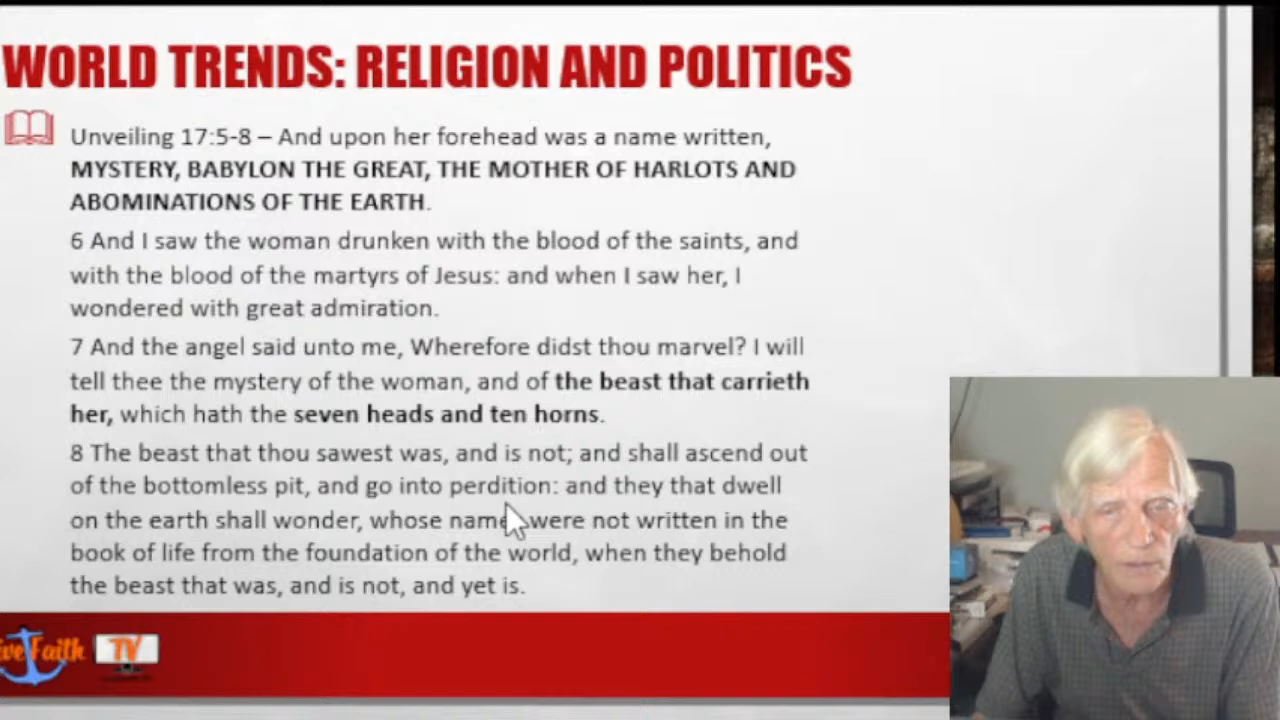 WORLD TRENDS: RELIGION AND POLITICS
Unveiling 17:5-8 – And upon her forehead was a name written,
MYSTERY, BABYLON THE GREAT, THE MOTHER OF HARLOTS AND
ABOMINATIONS OF THE EARTH.
6 And I saw the woman drunken with the blood of the saints, and
with the blood of the martyrs of Jesus: and when I saw her, I
wondered with great admiration.
7 And the angel said unto me, Wherefore didst thou marvel? I will
tell thee the mystery of the woman, and of the beast that carrieth
her, which hath the seven heads and ten horns.
8 The beast that thou sawest was, and is not; and shall ascend out
of the bottomless pit, and go into perdition: and they that dwell
on the earth shall wonder, whose name were not written in the
book of life from the foundation of the world, when they behold
the beast that was, and is not, and yet is.
ive Faith TV